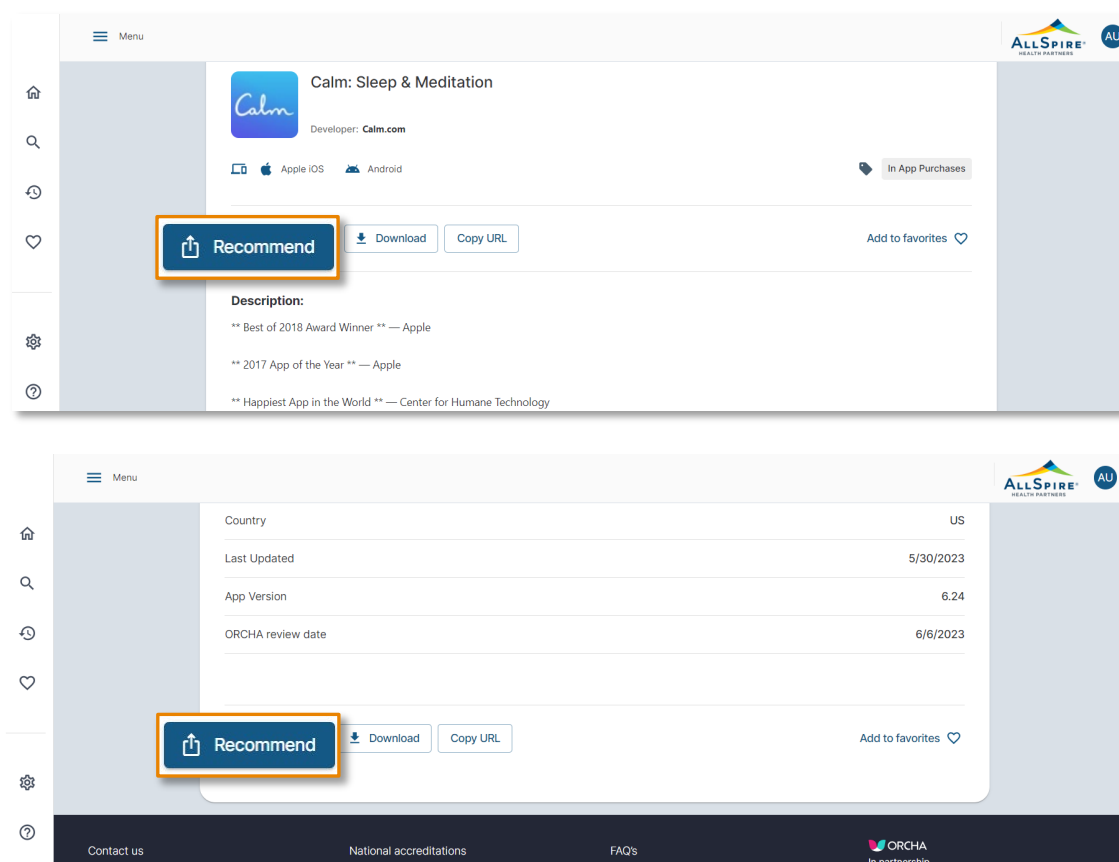 Menu
ALLSPIRE®
HEALTH PARTNERS
AU
Calm
Calm: Sleep & Meditation
Developer: Calm.com
Apple iOS
Android
In App Purchases
Recommend
Download
Copy URL
Add to favorites
Description:
** Best of 2018 Award Winner ** — Apple
** 2017 App of the Year ** — Apple
** Happiest App in the World ** — Center for Humane Technology
Menu
ALLSPIRE®
HEALTH PARTNERS
AU
Country US
Last Updated 5/30/2023
App Version 6.24
ORCHA review date 6/6/2023
Recommend
Download
Copy URL
Add to favorites
Contact us
National accreditations
FAQ's
ORCHA
In partnership